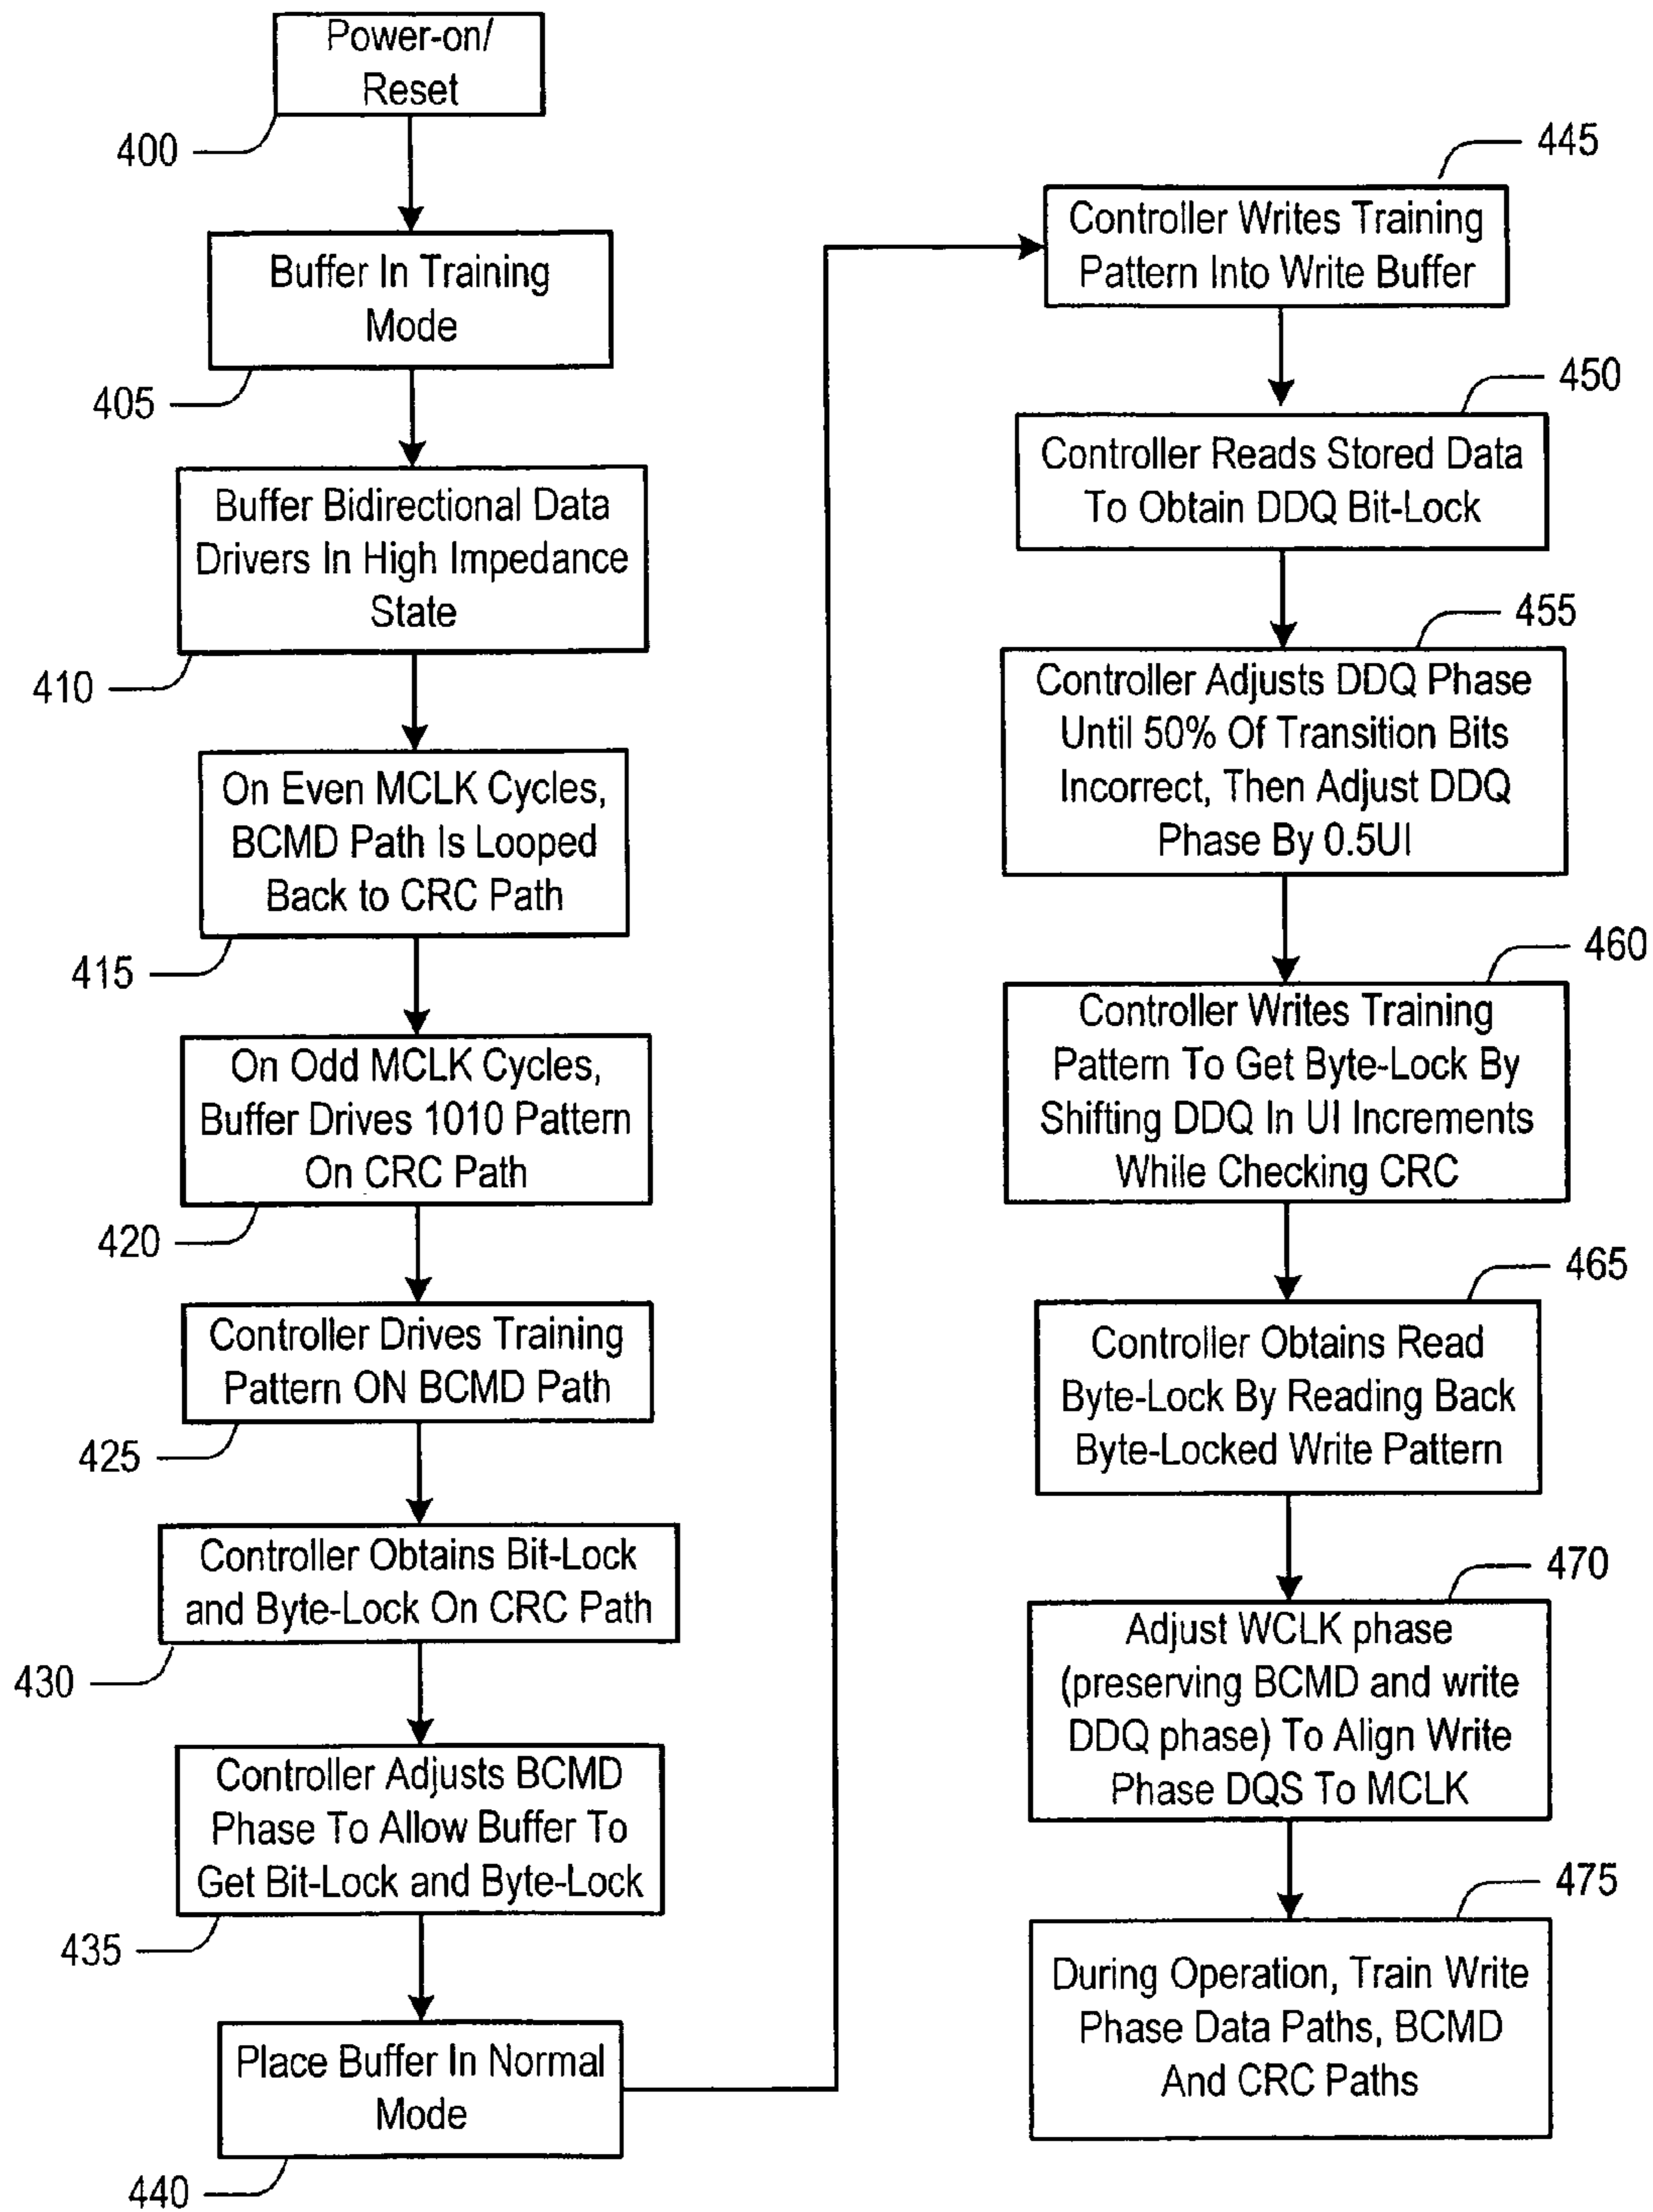 Power-on/
Reset
400
Buffer In Training
Mode
405
Buffer Bidirectional Data
Drivers In High Impedance
State
410
On Even MCLK Cycles,
BCMD Path Is Looped
Back to CRC Path
415
On Odd MCLK Cycles,
Buffer Drives 1010 Pattern
On CRC Path
420
Controller Drives Training
Pattern ON BCMD Path
425
Controller Obtains Bit-Lock
and Byte-Lock On CRC Path
430
Controller Adjusts BCMD
Phase To Allow Buffer To
Get Bit-Lock and Byte-Lock
435
Place Buffer In Normal
Mode
440
445
Controller Writes Training
Pattern Into Write Buffer
450
Controller Reads Stored Data
To Obtain DDQ Bit-Lock
455
Controller Adjusts DDQ Phase
Until 50% Of Transition Bits
Incorrect, Then Adjust DDQ
Phase By 0.5UI
460
Controller Writes Training
Pattern To Get Byte-Lock By
Shifting DDQ In UI Increments
While Checking CRC
465
Controller Obtains Read
Byte-Lock By Reading Back
Byte-Locked Write Pattern
470
Adjust WCLK phase
(preserving BCMD and write
DDQ phase) To Align Write
Phase DQS To MCLK
475
During Operation, Train Write
Phase Data Paths, BCMD
And CRC Paths